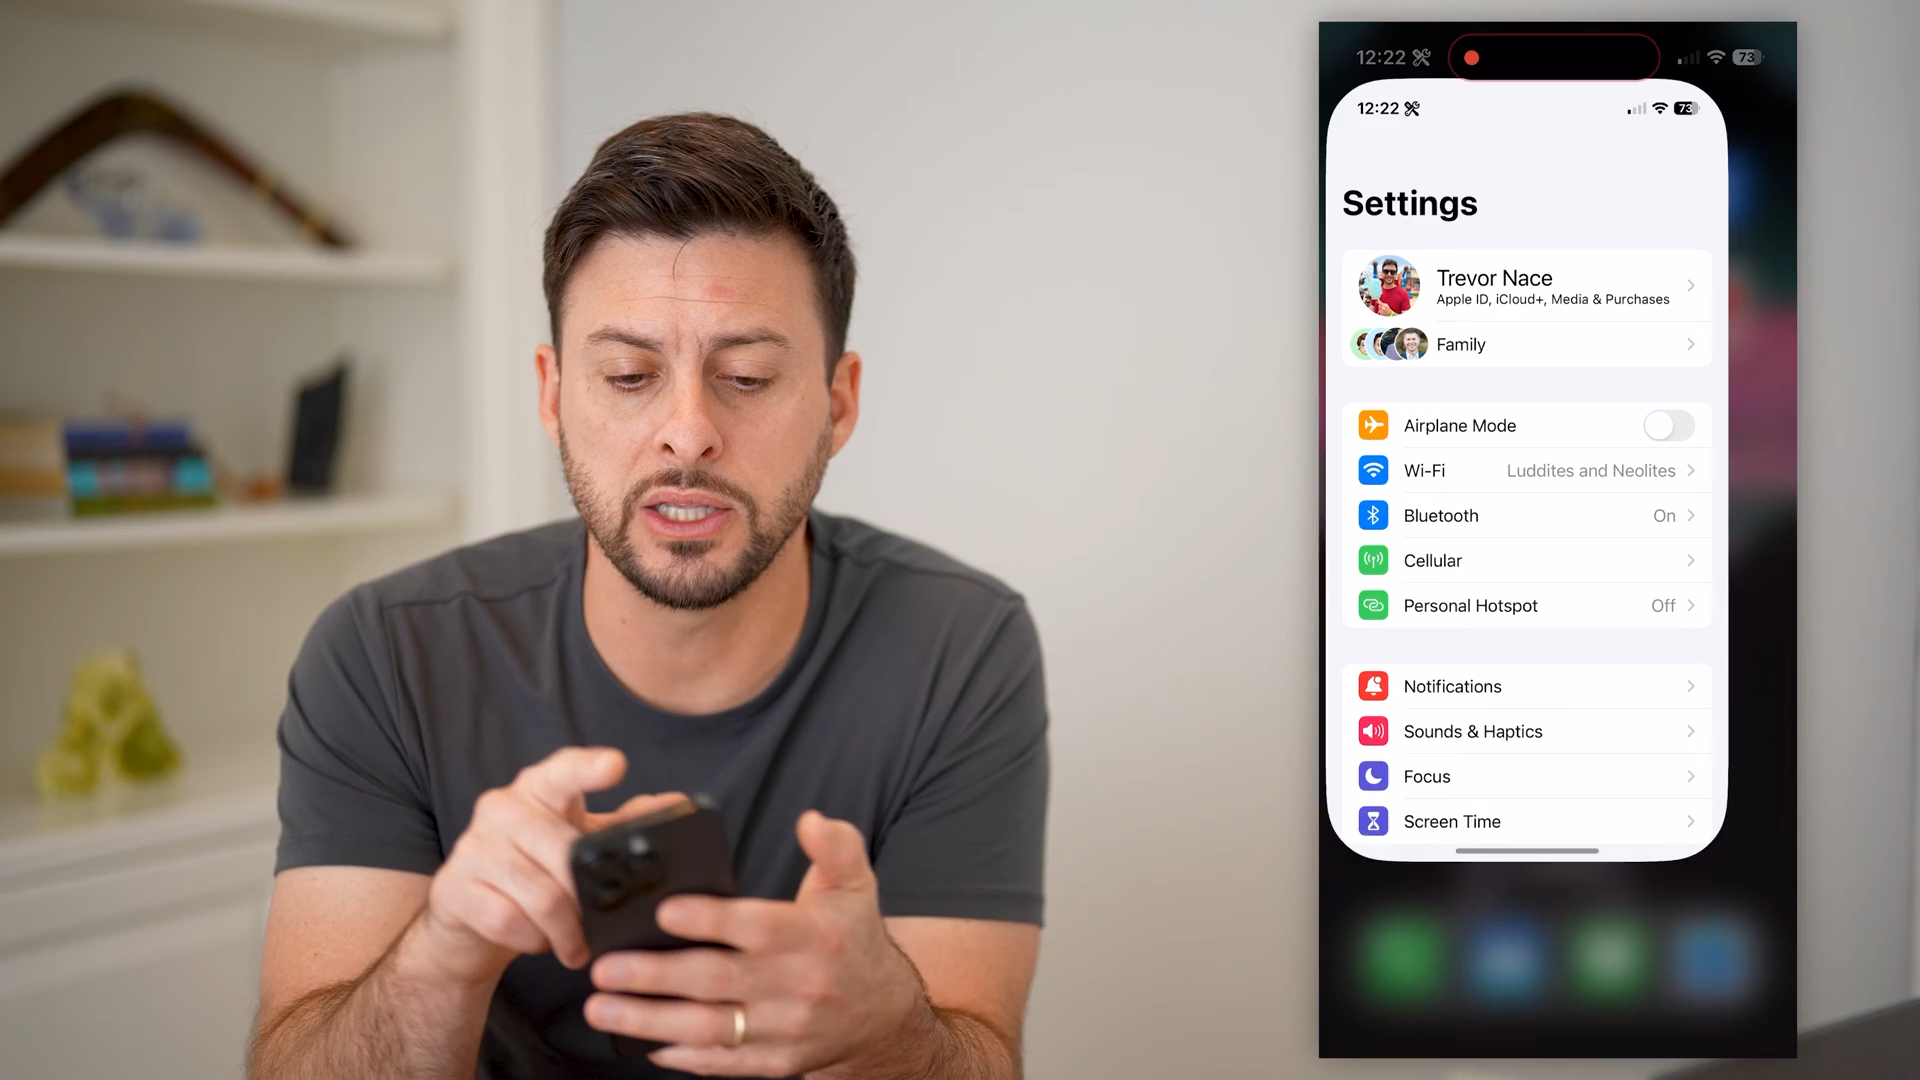 12:22
73
12:22
73
Settings
Trevor Nace
Apple ID, iCloud+, Media & Purchases
Family
Airplane Mode
Wi-Fi Luddites and Neolites
Bluetooth On
Cellular
Personal Hotspot Off
Notifications
Sounds & Haptics
Focus
Screen Time